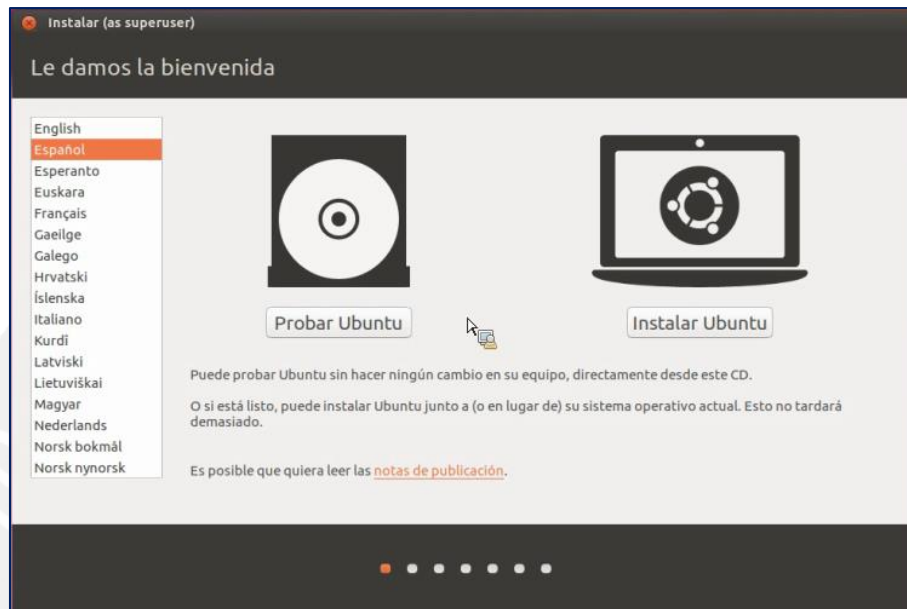 Instalar (as superuser)
Le damos la bienvenida
English
Español
Esperanto
Euskara
Français
Gaeilge
Galego
Hrvatski
Íslenska
Italiano
Kurdî
Latviski
Lietuviškai
Magyar
Nederlands
Norsk bokmål
Norsk nynorsk
Probar Ubuntu
Instalar Ubuntu
Puede probar Ubuntu sin hacer ningún cambio en su equipo, directamente desde este CD.
O si está listo, puede instalar Ubuntu junto a (o en lugar de) su sistema operativo actual. Esto no tardará
demasiado.
Es posible que quiera leer las notas de publicación.